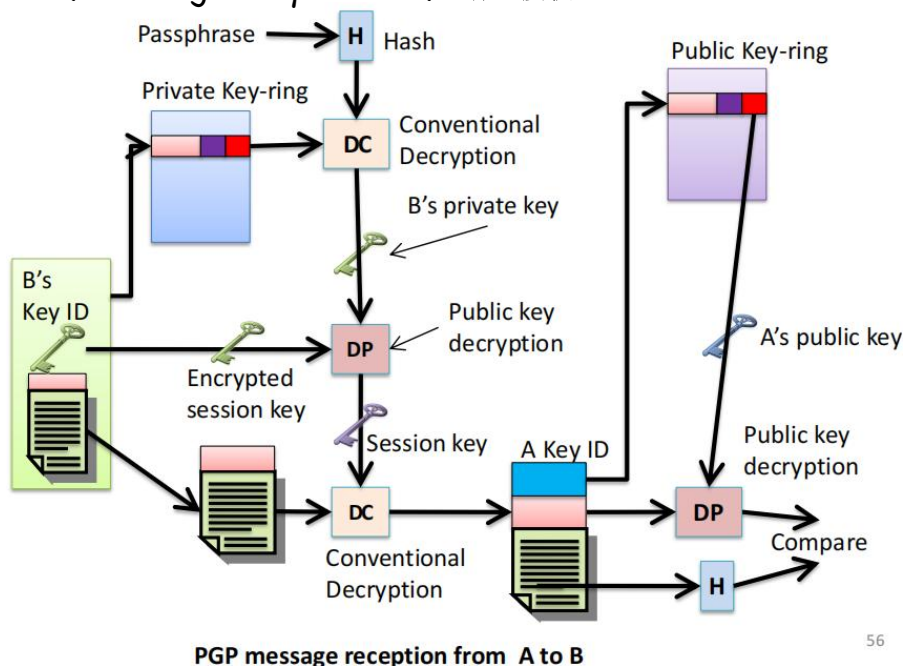 Passphrase
H
Hash
Public Key-ring
Private Key-ring
DC
Conventional
Decryption
B's private key
B's
Key ID
Public key
decryption
DP
A's public key
Encrypted
session key
Session key
A Key ID
Public key
decryption
DC
DP
Conventional
Decryption
Compare
H
56
PGP message reception from A to B